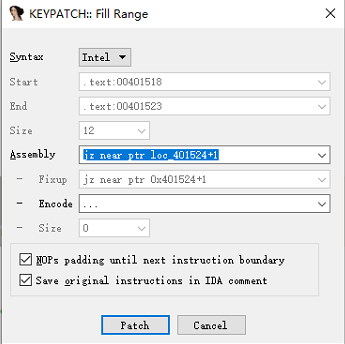 KEYPATCH:: Fill Range
Syntax Intel
Start .text:00401518
End .text:00401523
Size 12
Assembly jz near ptr loc_401524+1
- Fixup jz near ptr 0x401524+1
- Encode ...
- Size 0
NOPs padding until next instruction boundary
Save original instructions in IDA comment
Patch Cancel